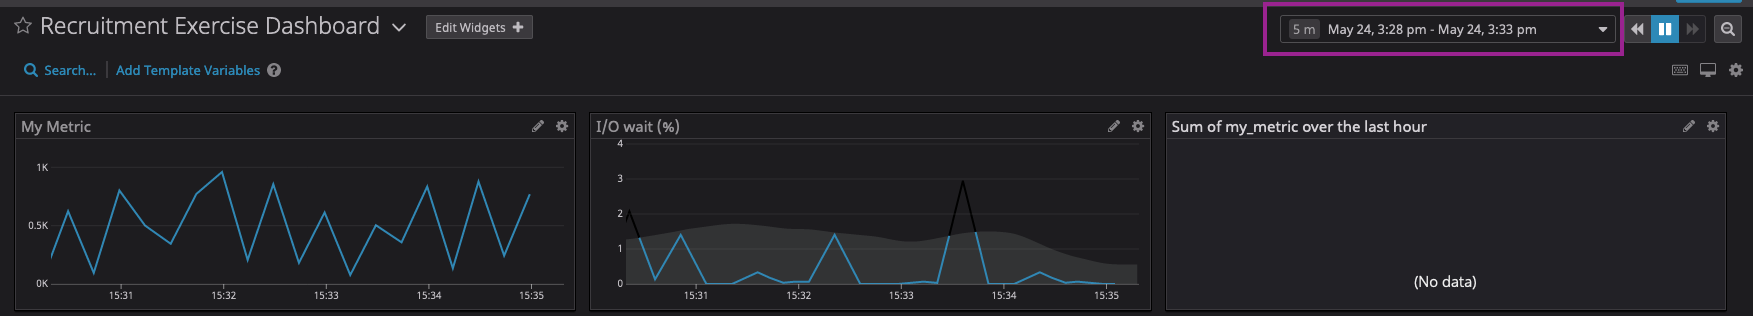 Recruitment Exercise Dashboard
Edit Widgets +
5 m May 24, 3:28 pm - May 24, 3:33 pm
Search...
Add Template Variables ?
My Metric
1K
0.5K
0K
15:31 15:32 15:33 15:34 15:35
I/O wait (%)
4
3
2
1
0
15:31 15:32 15:33 15:34 15:35
Sum of my_metric over the last hour
(No data)